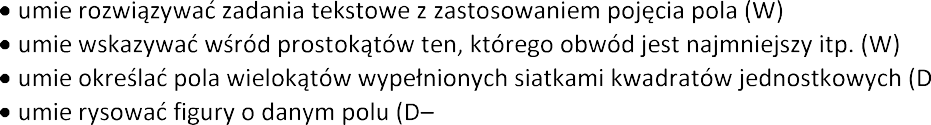 • umie rozwiązywać zadania tekstowe z zastosowaniem pojęcia pola (W)
• umie wskazywać wśród prostokątów ten, którego obwód jest najmniejszy itp. (W)
• umie określać pola wielokątów wypełnionych siatkami kwadratów jednostkowych (D
• umie rysować figury o danym polu (D–